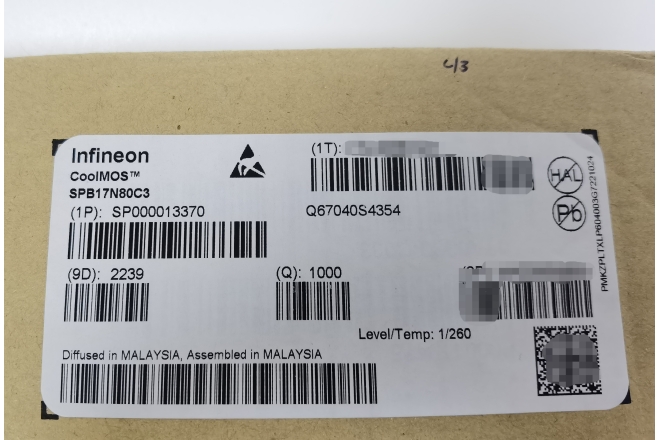 4/3
Infineon
CoolMOS™
SPB17N80C3
(1P): SP000013370
(1T):
Q67040S4354
HAL
Pb
PMKZPLTXLP604003G7221024
(9D): 2239
(Q): 1000
Level/Temp: 1/260
Diffused in MALAYSIA, Assembled in MALAYSIA